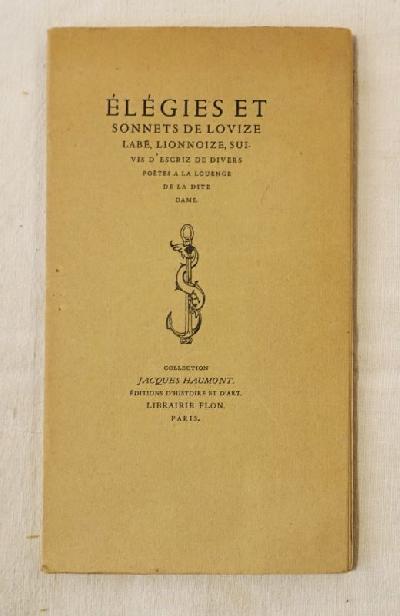 ÉLÉGIES ET
SONNETS DE LOVIZE
LABÉ, LIONNOIZE, SUI-
VIS D'ESCRIZ DE DIVERS
POËTES A LA LOUENGE
DE LA DITE
DAME
COLLECTION
JACQUES HAUMONT.
ÉDITIONS D'HISTOIRE ET D'ART.
LIBRAIRIE PLON.
PARIS.